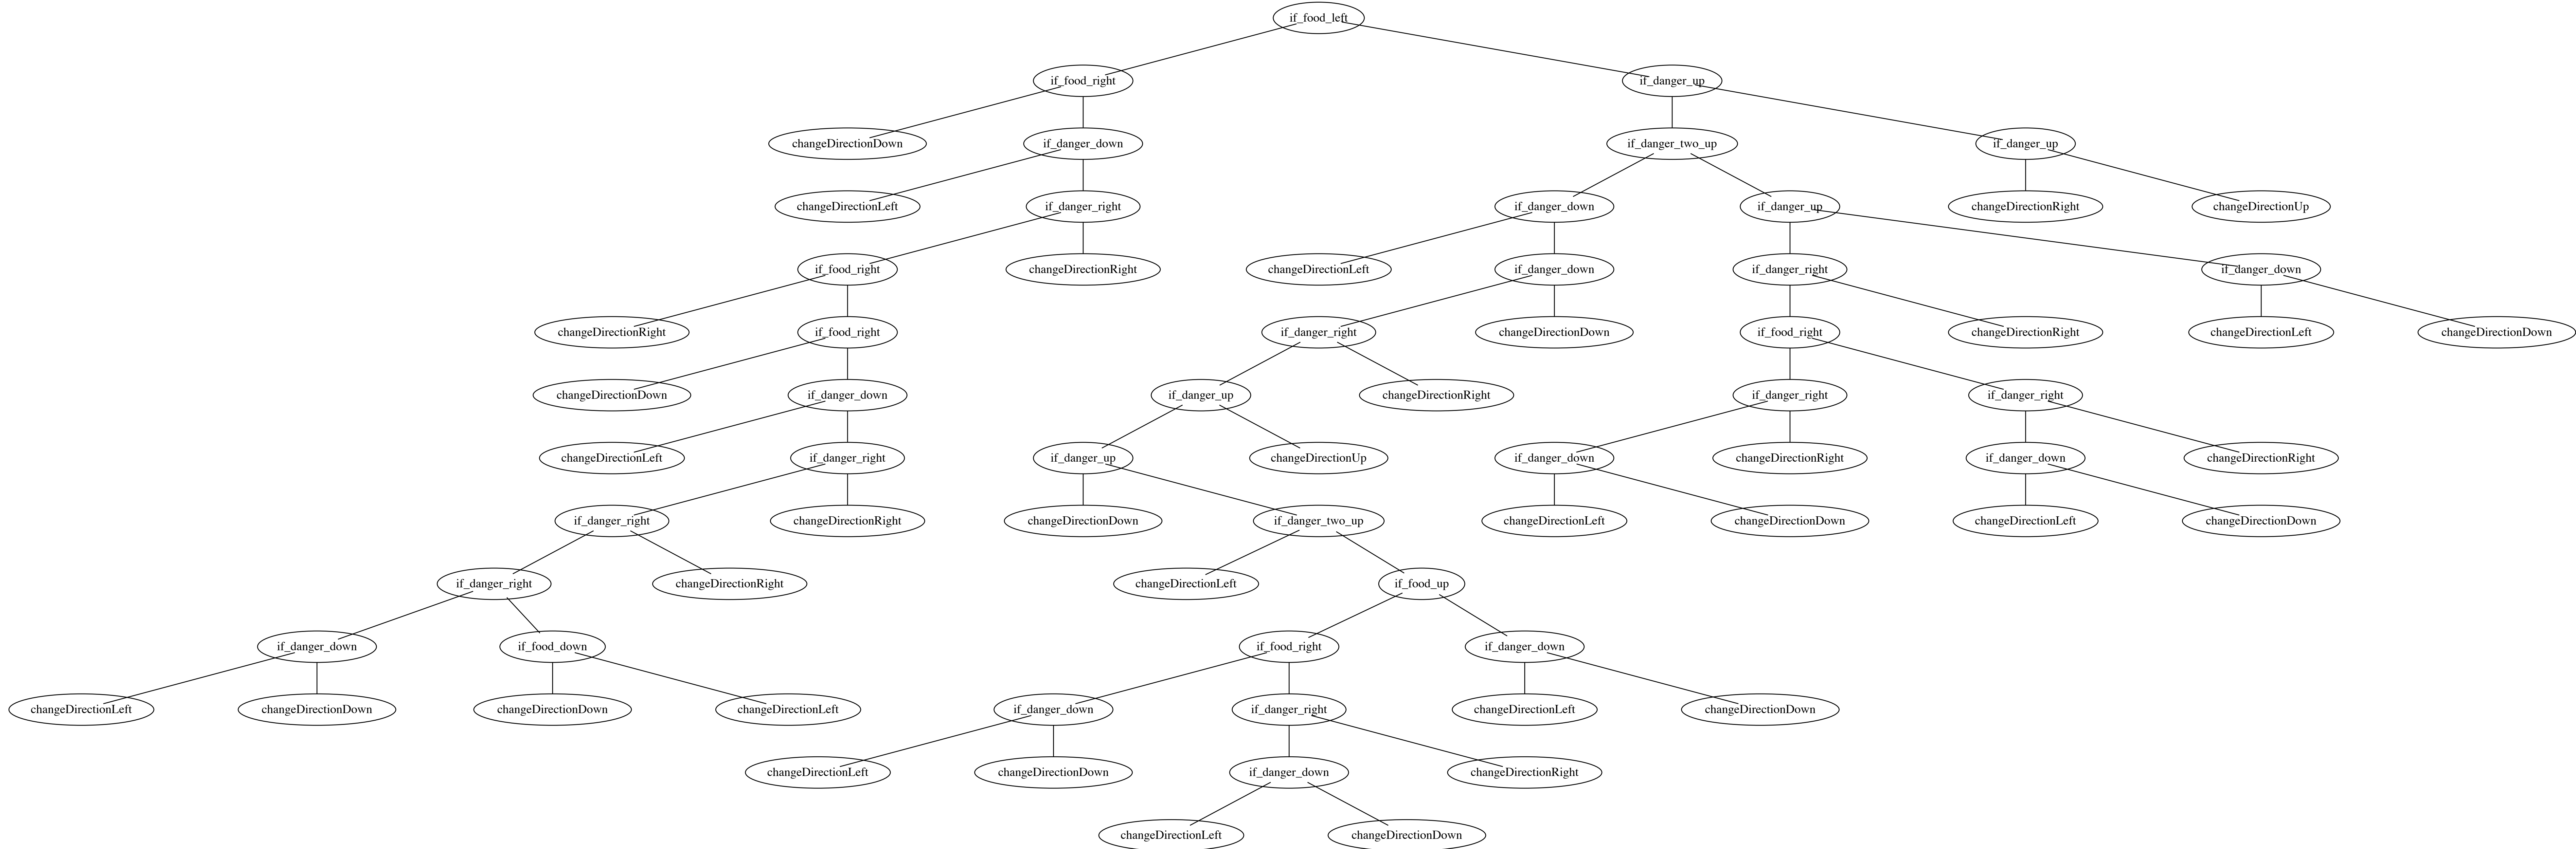 if_food_left
if_food_right
if_danger_up
changeDirectionDown
if_danger_down
if_danger_two_up
if_danger_up
changeDirectionLeft
if_danger_right
if_danger_down
if_danger_up
changeDirectionRight
changeDirectionUp
if_food_right
changeDirectionRight
changeDirectionLeft
if_danger_down
if_danger_right
if_danger_down
changeDirectionRight
if_food_right
if_danger_right
changeDirectionDown
if_food_right
changeDirectionRight
changeDirectionLeft
changeDirectionDown
changeDirectionDown
if_danger_down
if_danger_up
changeDirectionRight
if_danger_right
if_danger_right
changeDirectionLeft
if_danger_right
if_danger_up
changeDirectionUp
if_danger_down
changeDirectionRight
if_danger_down
changeDirectionRight
if_danger_right
changeDirectionRight
changeDirectionDown
if_danger_two_up
changeDirectionLeft
changeDirectionDown
changeDirectionLeft
changeDirectionDown
if_danger_right
changeDirectionRight
changeDirectionLeft
if_food_up
if_danger_down
if_food_down
if_food_right
if_danger_down
changeDirectionLeft
changeDirectionDown
changeDirectionDown
changeDirectionLeft
if_danger_down
if_danger_right
changeDirectionLeft
changeDirectionDown
changeDirectionLeft
changeDirectionDown
if_danger_down
changeDirectionRight
changeDirectionLeft
changeDirectionDown